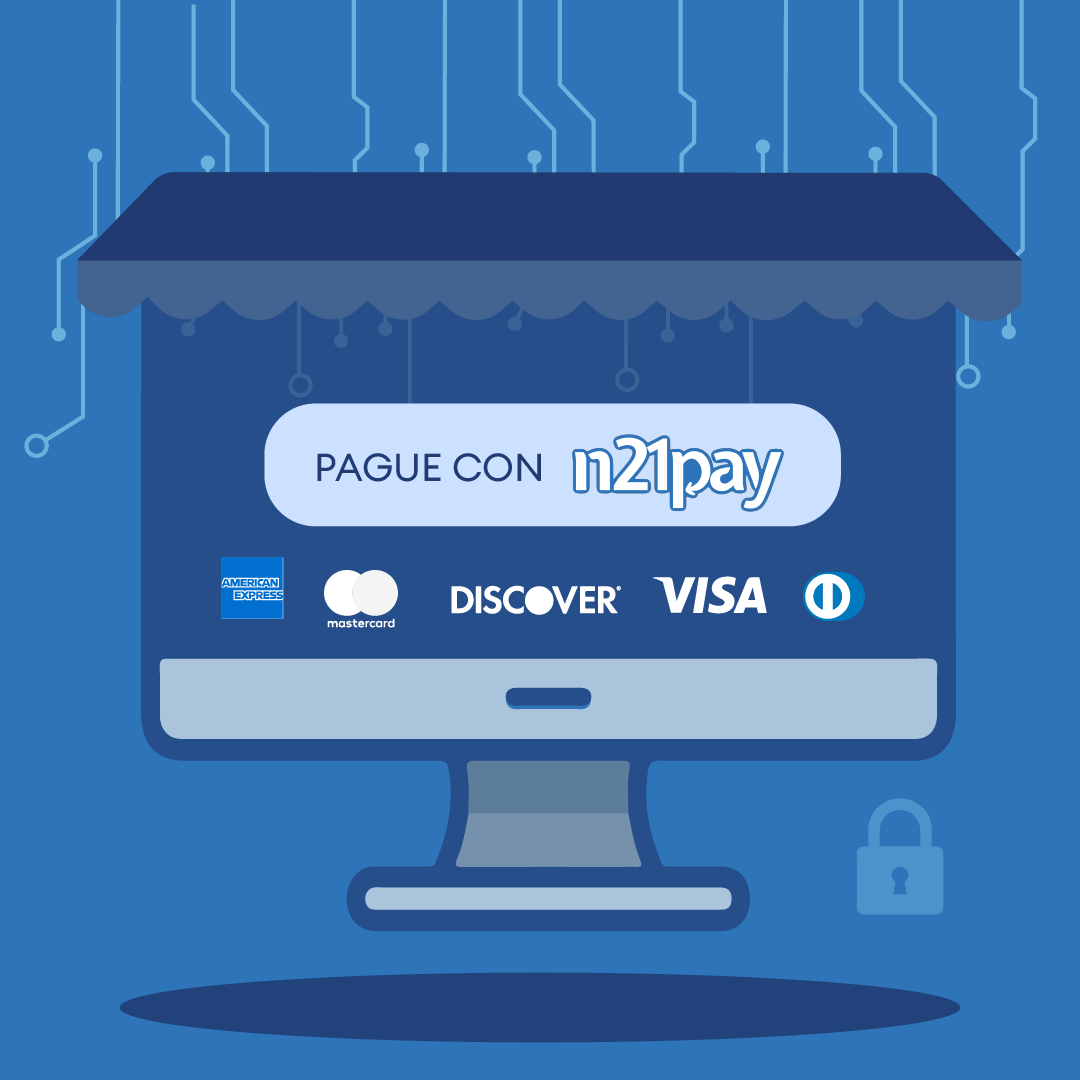 PAGUE CON n21pay
AMERICAN EXPRESS
mastercard
DISCOVER
VISA